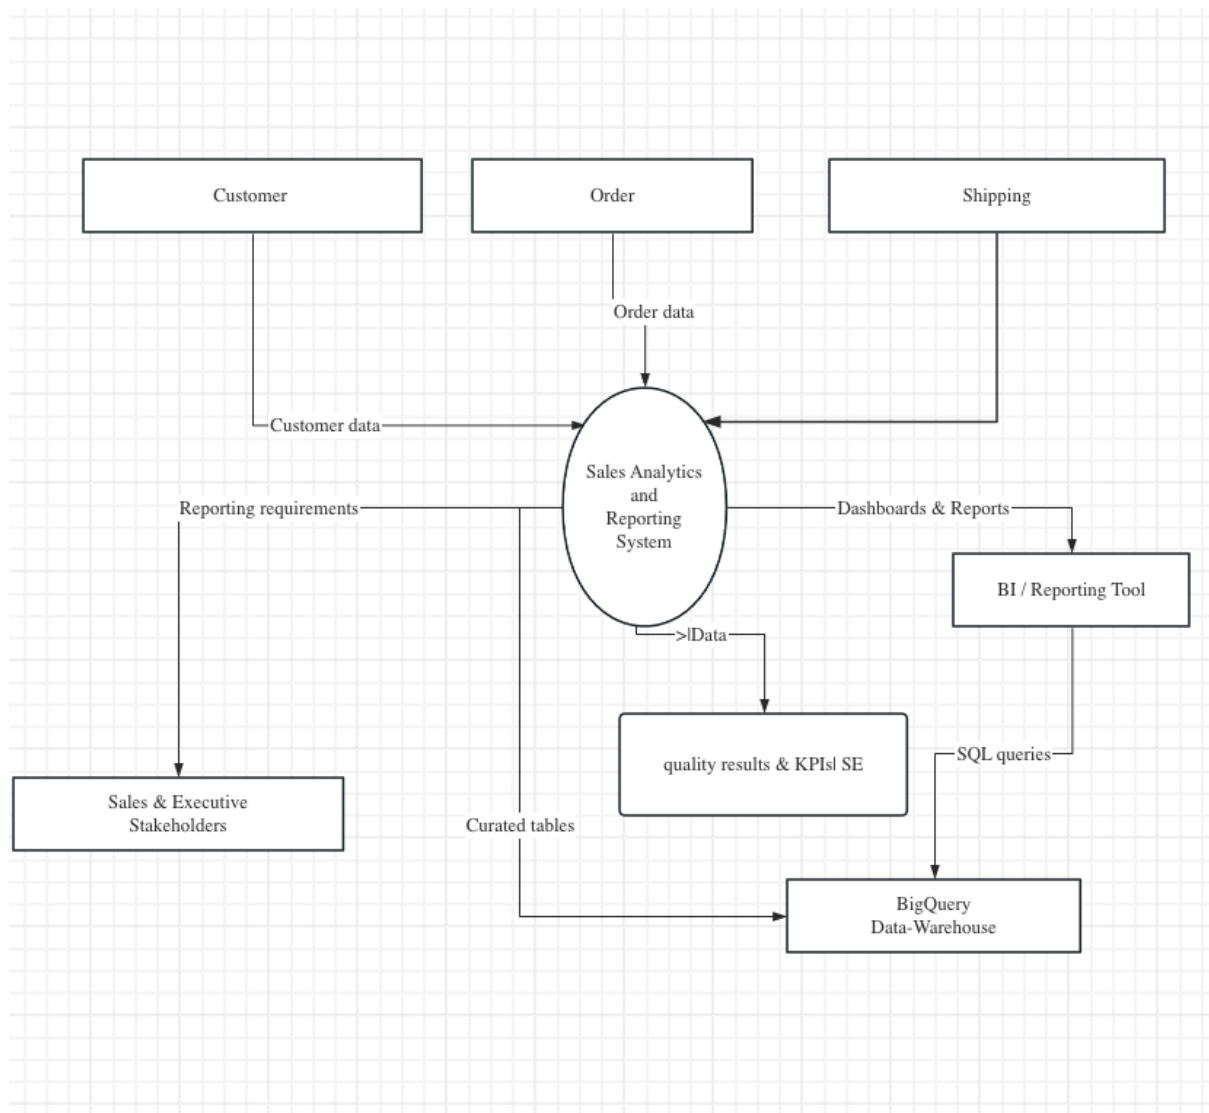 Customer
Order
Shipping
Order data
Customer data
Sales Analytics
and
Reporting
System
Reporting requirements
Dashboards & Reports
BI / Reporting Tool
>|Data
quality results & KPIs| SE
SQL queries
Sales & Executive
Stakeholders
Curated tables
BigQuery
Data-Warehouse